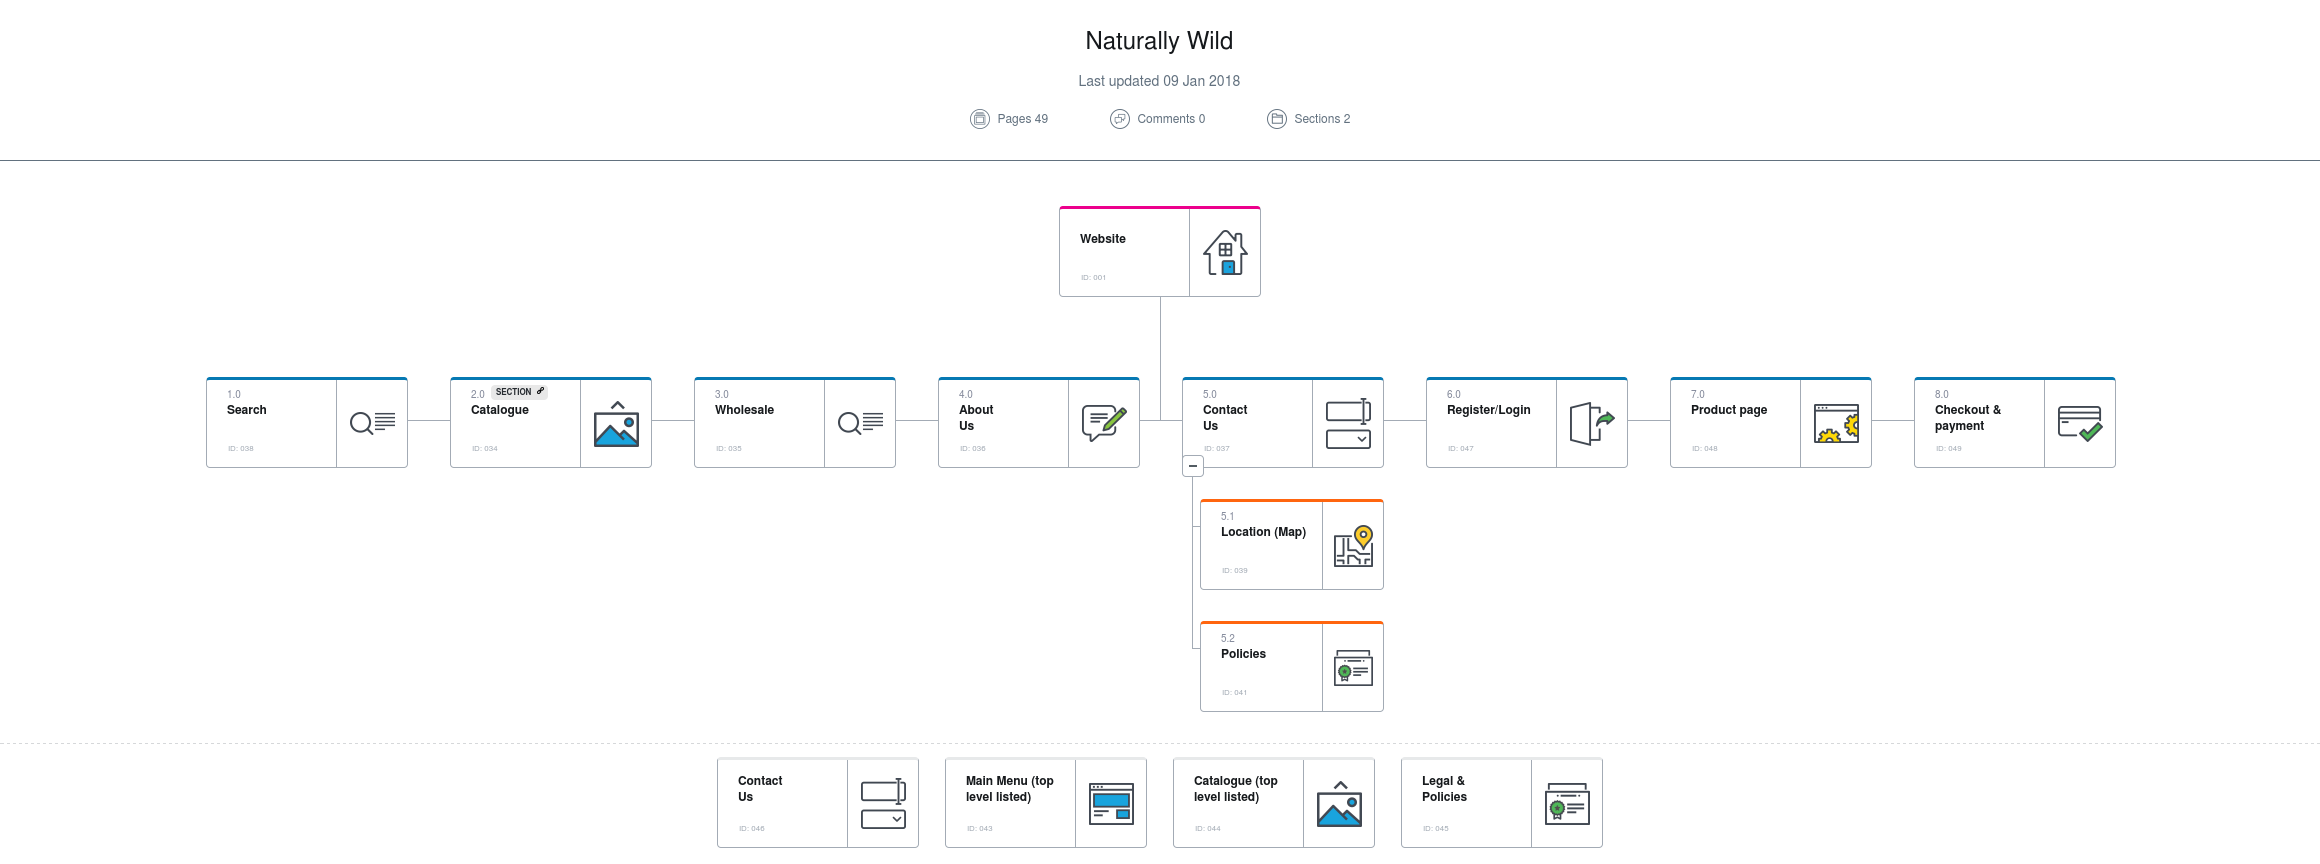 Naturally Wild
Last updated 09 Jan 2018
Pages 49
Comments 0
Sections 2
Website
ID: 001
1.0
Search
ID: 038
2.0 SECTION
Catalogue
ID: 034
3.0
Wholesale
ID: 035
4.0
About
Us
ID: 036
5.0
Contact
Us
ID: 037
6.0
Register/Login
ID: 047
7.0
Product page
ID: 048
8.0
Checkout &
payment
ID: 049
5.1
Location (Map)
ID: 039
5.2
Policies
ID: 041
Contact
Us
ID: 046
Main Menu (top
level listed)
ID: 043
Catalogue (top
level listed)
ID: 044
Legal &
Policies
ID: 045